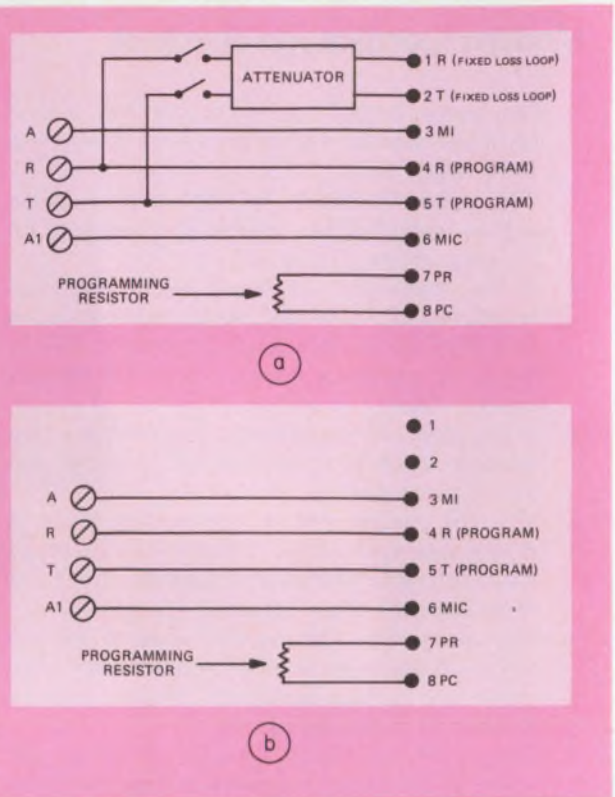 1 R (FIXED LOSS LOOP)
ATTENUATOR
2 T (FIXED LOSS LOOP)
A
3 MI
R
4 R (PROGRAM)
T
5 T (PROGRAM)
A1
6 MIC
PROGRAMMING
RESISTOR
7 PR
8 PC
a
1
2
A
3 MI
R
4 R (PROGRAM)
T
5 T (PROGRAM)
A1
6 MIC
PROGRAMMING
RESISTOR
7 PR
8 PC
b